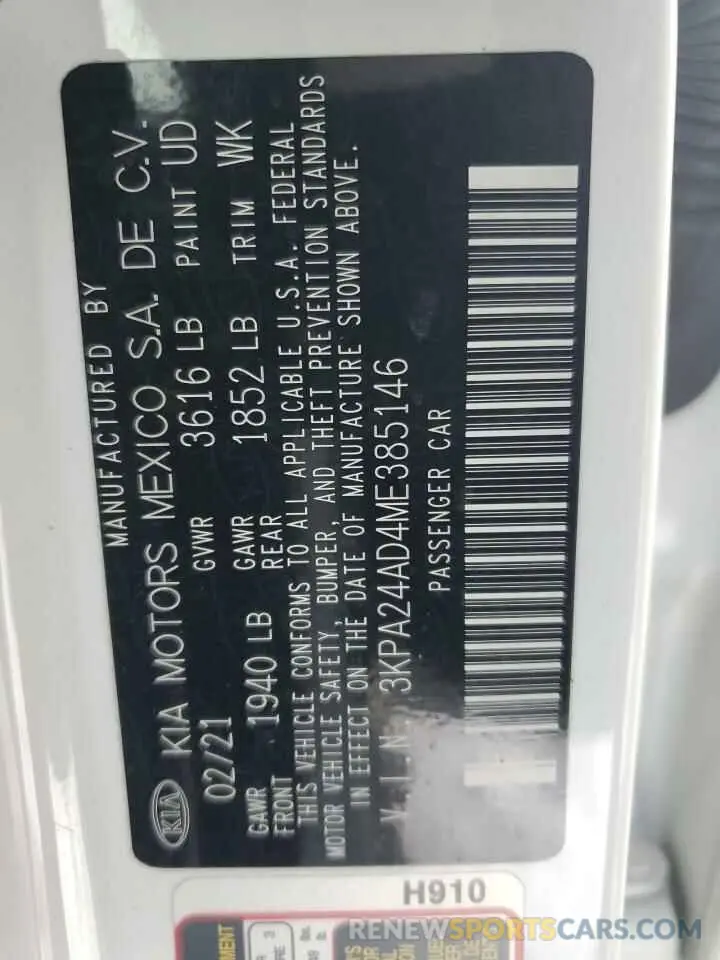 MANUFACTURED BY
KIA KIA MOTORS MEXICO S.A. DE C.V.
02/21 GVWR 3616 LB PAINT UD
GAWR FRONT 1940 LB GAWR REAR 1852 LB TRIM WK
THIS VEHICLE CONFORMS TO ALL APPLICABLE U.S.A. FEDERAL
MOTOR VEHICLE SAFETY, BUMPER, AND THEFT PREVENTION STANDARDS
IN EFFECT ON THE DATE OF MANUFACTURE SHOWN ABOVE.
V.I.N. 3KPA24AD4ME385146
PASSENGER CAR
H910
RENEWSPORTSCARS.COM